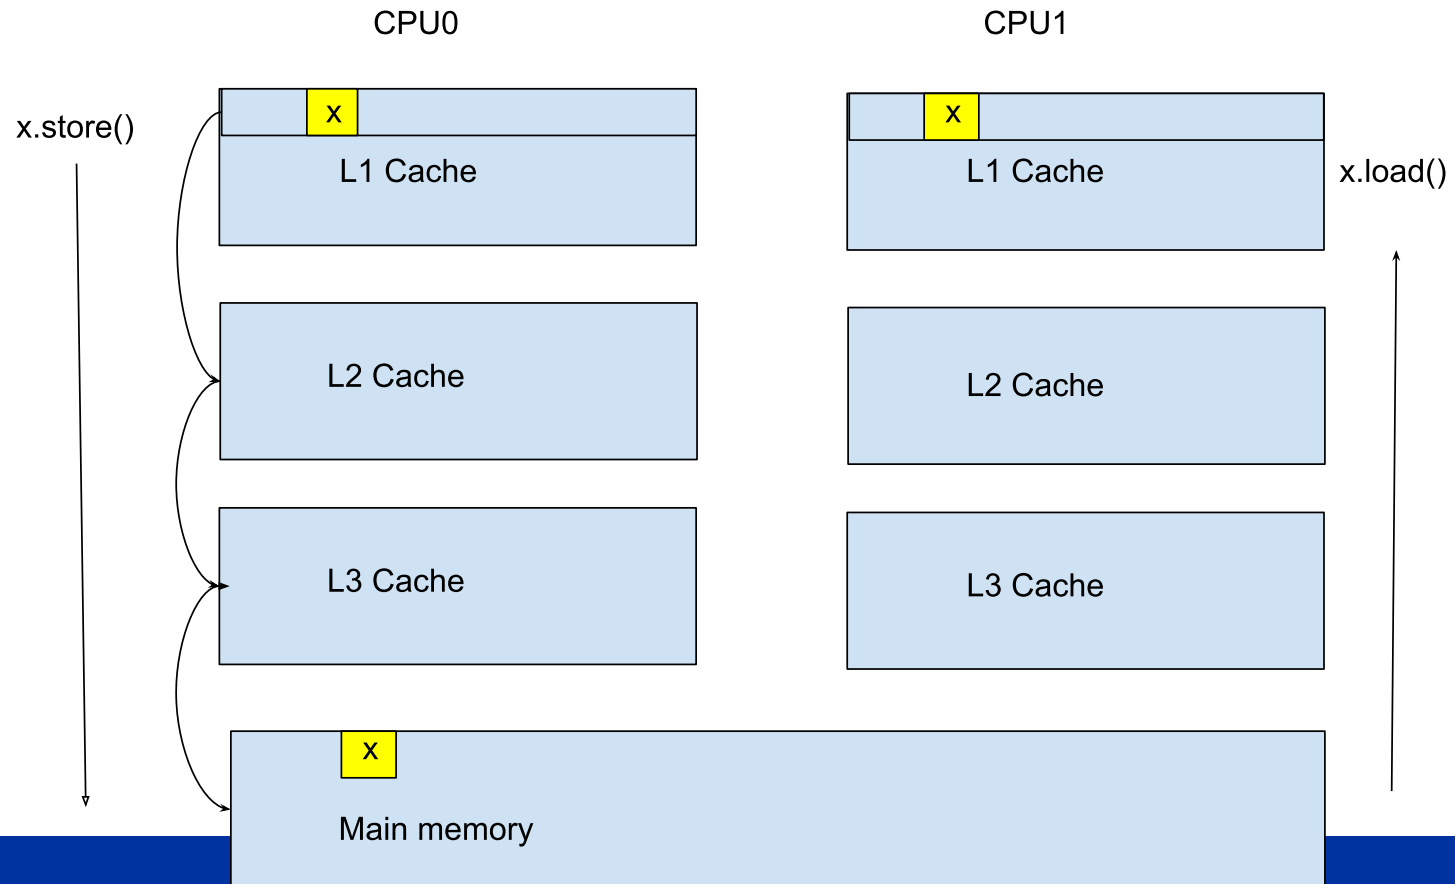 CPU0
CPU1
x.store()
x
L1 Cache
x
L1 Cache
x.load()
L2 Cache
L2 Cache
L3 Cache
L3 Cache
x
Main memory